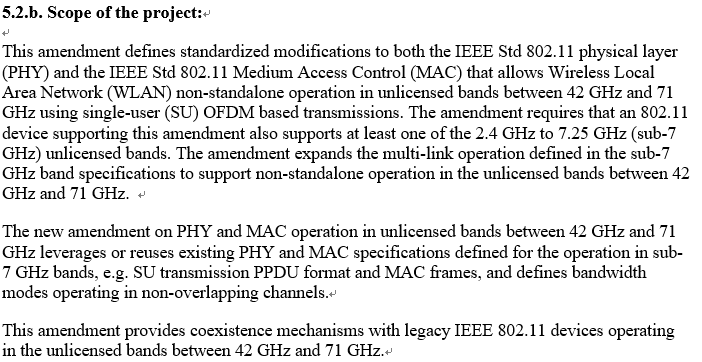 5.2.b. Scope of the project:
This amendment defines standardized modifications to both the IEEE Std 802.11 physical layer
(PHY) and the IEEE Std 802.11 Medium Access Control (MAC) that allows Wireless Local
Area Network (WLAN) non-standalone operation in unlicensed bands between 42 GHz and 71
GHz using single-user (SU) OFDM based transmissions. The amendment requires that an 802.11
device supporting this amendment also supports at least one of the 2.4 GHz to 7.25 GHz (sub-7
GHz) unlicensed bands. The amendment expands the multi-link operation defined in the sub-7
GHz band specifications to support non-standalone operation in the unlicensed bands between 42
GHz and 71 GHz.
The new amendment on PHY and MAC operation in unlicensed bands between 42 GHz and 71
GHz leverages or reuses existing PHY and MAC specifications defined for the operation in sub-
7 GHz bands, e.g. SU transmission PPDU format and MAC frames, and defines bandwidth
modes operating in non-overlapping channels.
This amendment provides coexistence mechanisms with legacy IEEE 802.11 devices operating
in the unlicensed bands between 42 GHz and 71 GHz.